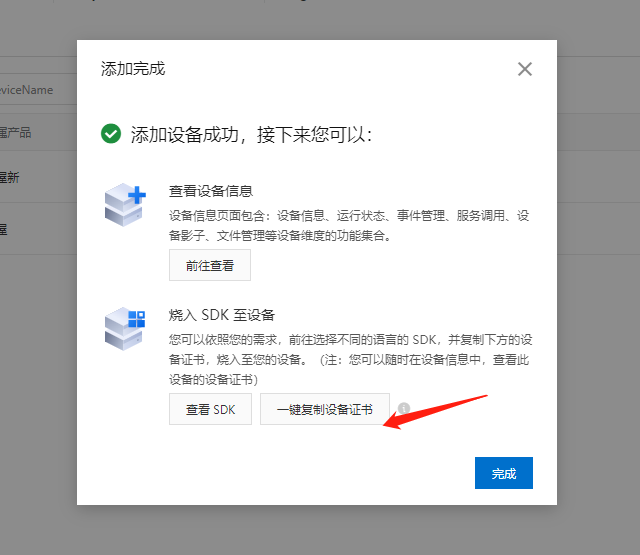 添加完成
eviceName
属产品
添加设备成功，接下来您可以：
屋新
查看设备信息
设备信息页面包含：设备信息、运行状态、事件管理、服务调用、设
备影子、文件管理等设备维度的功能集合。
屋
前往查看
烧入 SDK 至设备
您可以依照您的需求，前往选择不同的语言的 SDK，并复制下方的设
备证书，烧入至您的设备。（注：您可以随时在设备信息中，查看此
设备的设备证书）
查看 SDK
一键复制设备证书
完成